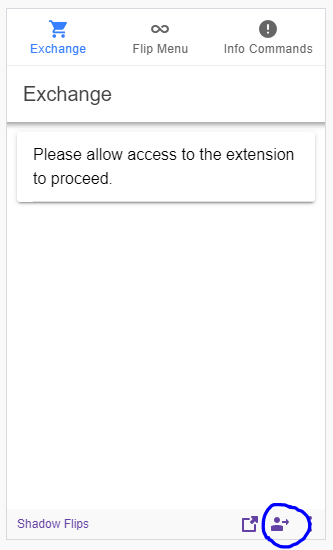 Exchange Flip Menu Info Commands
Exchange
Please allow access to the extension
to proceed.
Shadow Flips